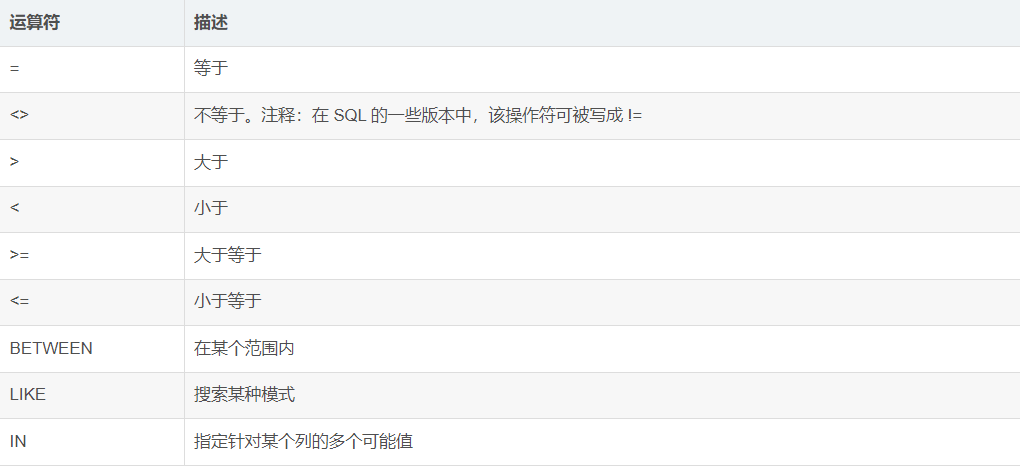 运算符 描述
= 等于
<> 不等于。注释：在 SQL 的一些版本中，该操作符可被写成 !=
> 大于
< 小于
>= 大于等于
<= 小于等于
BETWEEN 在某个范围内
LIKE 搜索某种模式
IN 指定针对某个列的多个可能值